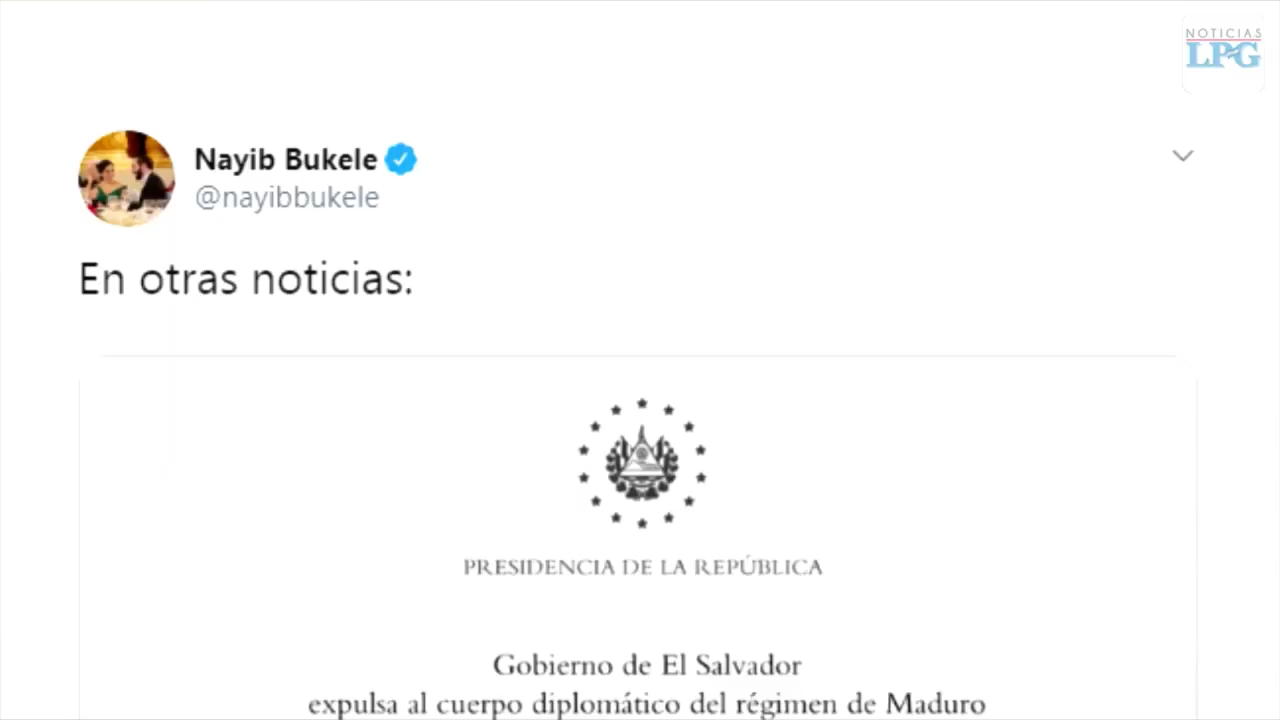 NOTICIAS
LPG
Nayib Bukele
@nayibbukele
En otras noticias:
PRESIDENCIA DE LA REPÚBLICA
Gobierno de El Salvador
expulsa al cuerpo diplomático del régimen de Maduro